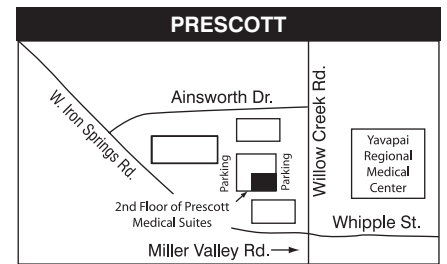 PRESCOTT
Ainsworth Dr.
W. Iron Springs Rd.
Willow Creek Rd.
Yavapai
Regional
Medical
Center
Parking
Parking
2nd Floor of Prescott
Medical Suites
Whipple St.
Miller Valley Rd.